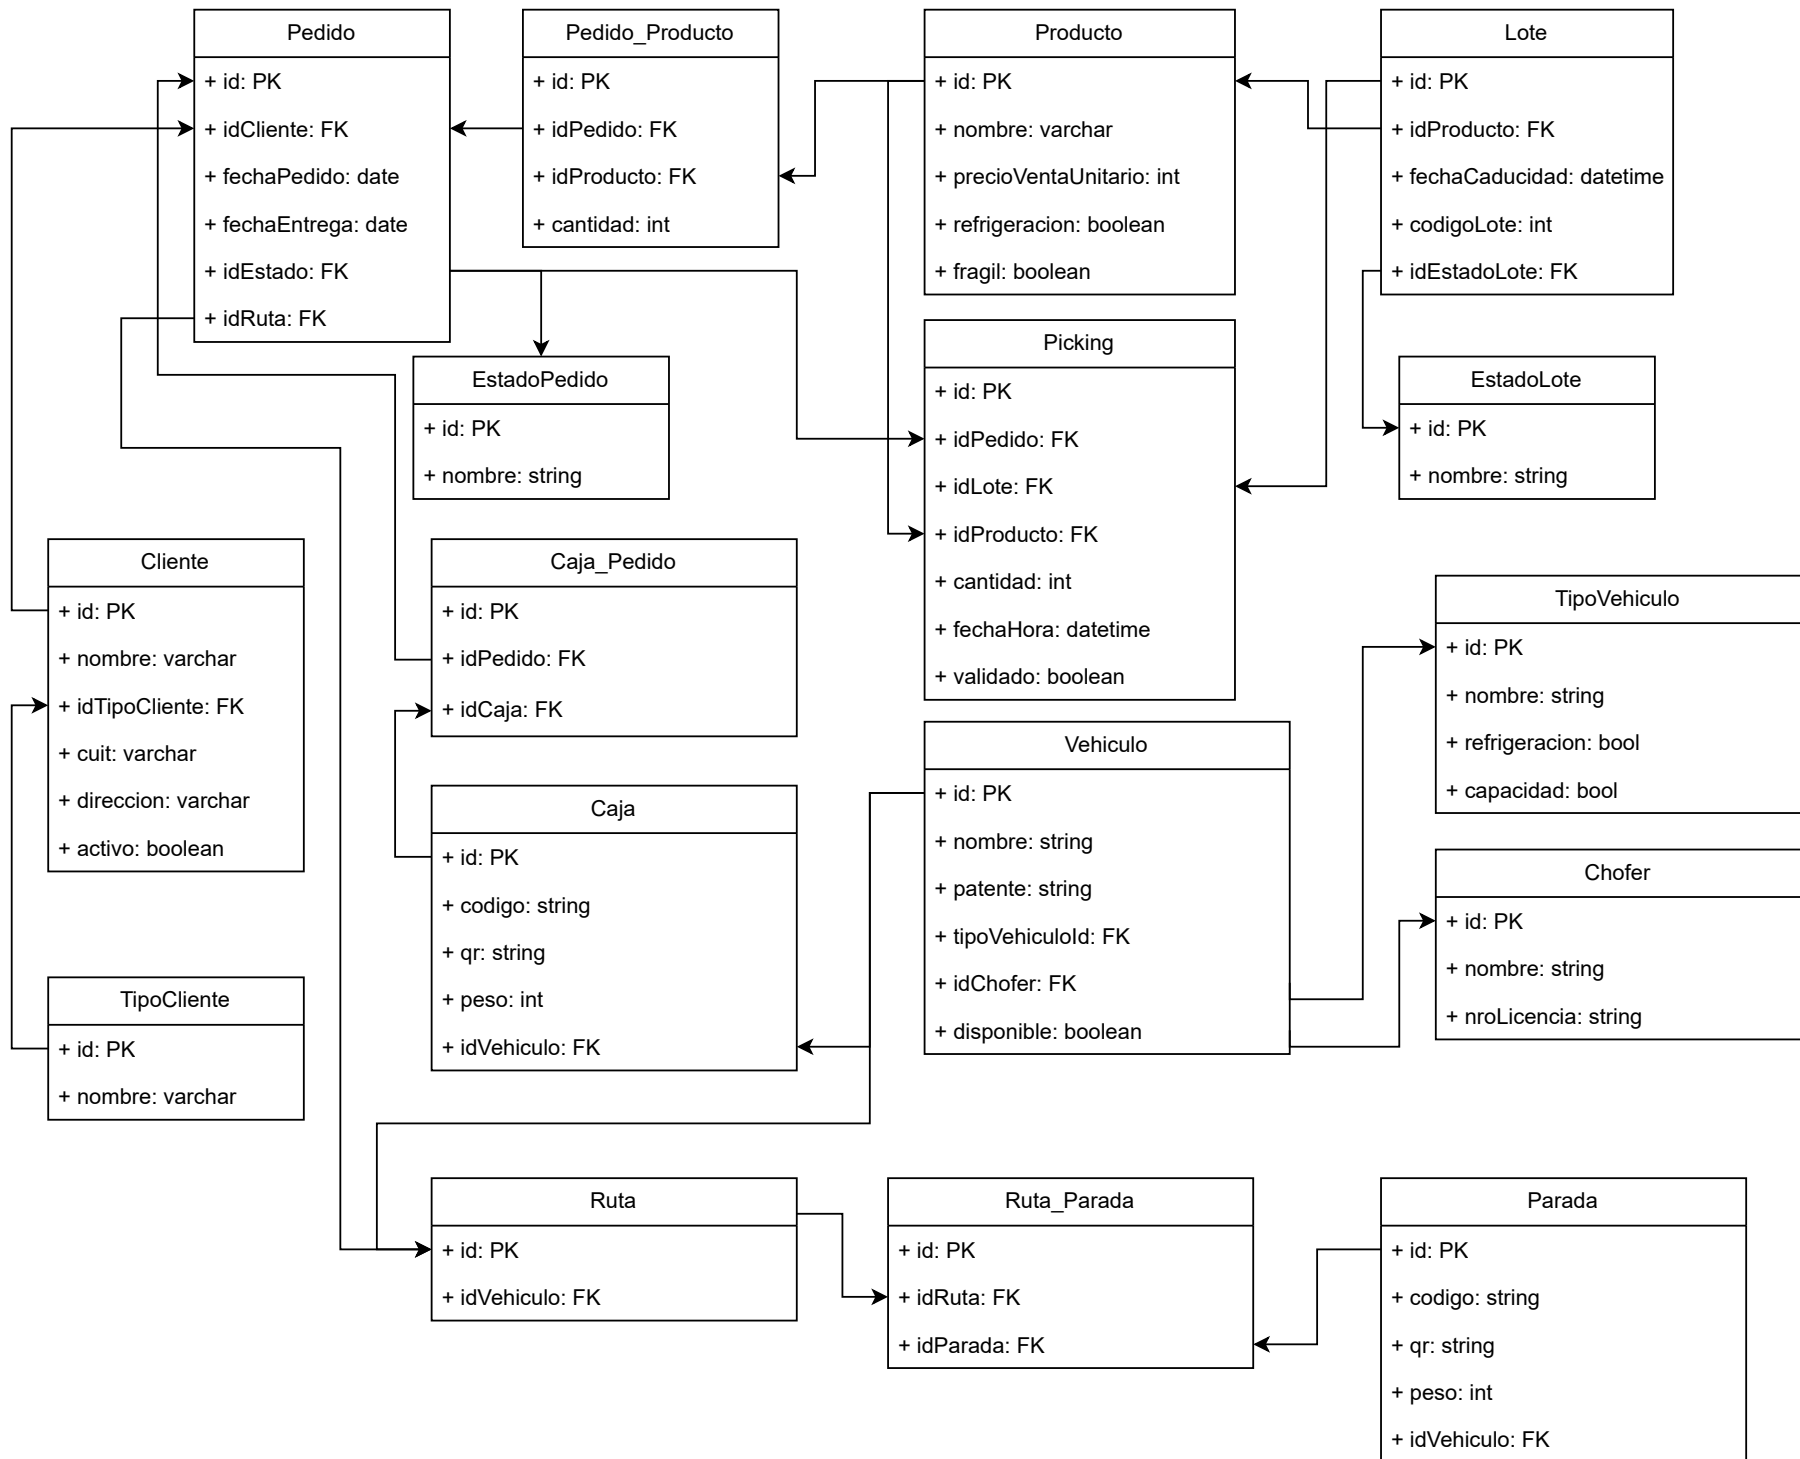 Pedido
+ id: PK
+ idCliente: FK
+ fechaPedido: date
+ fechaEntrega: date
+ idEstado: FK
+ idRuta: FK
Pedido_Producto
+ id: PK
+ idPedido: FK
+ idProducto: FK
+ cantidad: int
Producto
+ id: PK
+ nombre: varchar
+ precioVentaUnitario: int
+ refrigeracion: boolean
+ fragil: boolean
Lote
+ id: PK
+ idProducto: FK
+ fechaCaducidad: datetime
+ codigoLote: int
+ idEstadoLote: FK
EstadoPedido
+ id: PK
+ nombre: string
Picking
+ id: PK
+ idPedido: FK
+ idLote: FK
+ idProducto: FK
+ cantidad: int
+ fechaHora: datetime
+ validado: boolean
EstadoLote
+ id: PK
+ nombre: string
Cliente
+ id: PK
+ nombre: varchar
+ idTipoCliente: FK
+ cuit: varchar
+ direccion: varchar
+ activo: boolean
Caja_Pedido
+ id: PK
+ idPedido: FK
+ idCaja: FK
TipoVehiculo
+ id: PK
+ nombre: string
+ refrigeracion: bool
+ capacidad: bool
Caja
+ id: PK
+ codigo: string
+ qr: string
+ peso: int
+ idVehiculo: FK
Vehiculo
+ id: PK
+ nombre: string
+ patente: string
+ tipoVehiculoId: FK
+ idChofer: FK
+ disponible: boolean
Chofer
+ id: PK
+ nombre: string
+ nroLicencia: string
TipoCliente
+ id: PK
+ nombre: varchar
Ruta
+ id: PK
+ idVehiculo: FK
Ruta_Parada
+ id: PK
+ idRuta: FK
+ idParada: FK
Parada
+ id: PK
+ codigo: string
+ qr: string
+ peso: int
+ idVehiculo: FK